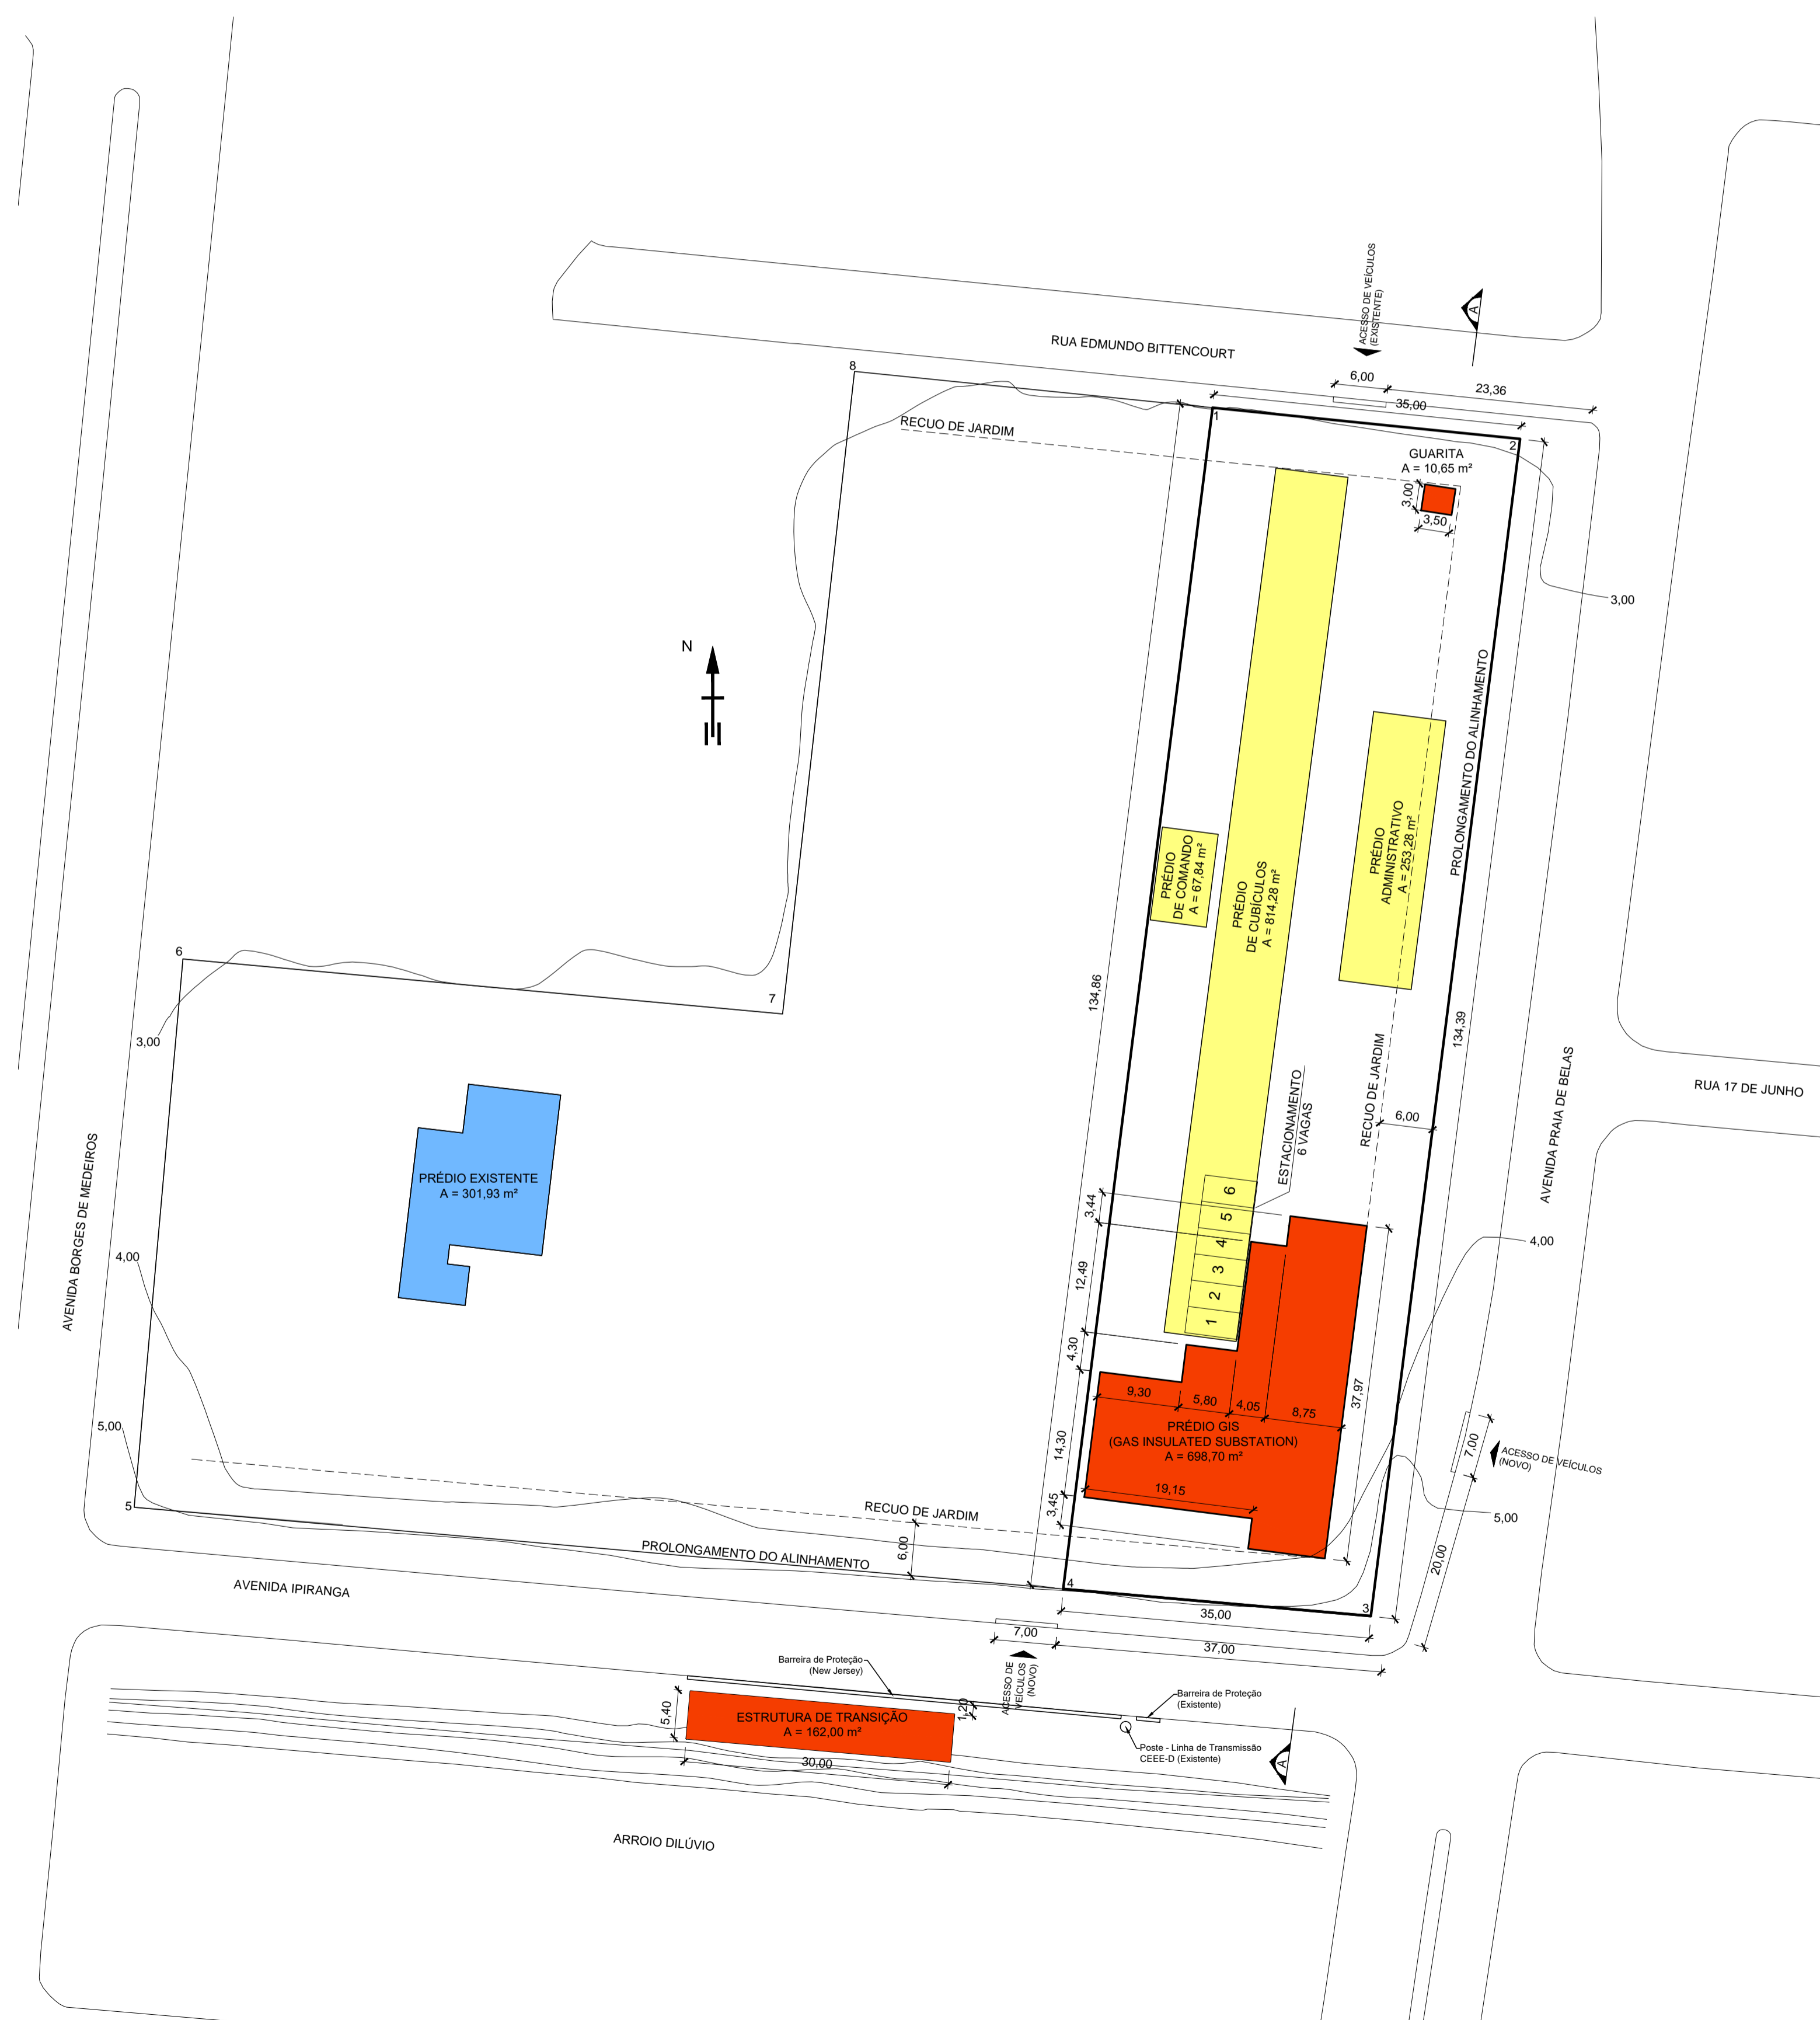 ACESSO DE VEÍCULOS
(EXISTENTE)
A
RUA EDMUNDO BITTENCOURT
8
6,00
23,36
35,00
1
2
RECUO DE JARDIM
GUARITA
A = 10,65 m²
3,00
3,50
3,00
N
PROLONGAMENTO DO ALINHAMENTO
PRÉDIO
DE COMANDO
A = 67,84 m²
PRÉDIO
DE CUBÍCULOS
A = 814,28 m²
PRÉDIO
ADMINISTRATIVO
A = 253,28 m²
6
7
134,86
134,39
3,00
RECUO DE JARDIM
6,00
AVENIDA PRAIA DE BELAS
RUA 17 DE JUNHO
ESTACIONAMENTO
6 VAGAS
AVENIDA BORGES DE MEDEIROS
PRÉDIO EXISTENTE
A = 301,93 m²
3,44
6
5
4
3
2
1
4,00
4,00
12,49
4,30
9,30
5,80
4,05
8,75
37,97
PRÉDIO GIS
(GAS INSULATED SUBSTATION)
A = 698,70 m²
14,30
19,15
3,45
7,00
ACESSO DE VEÍCULOS
(NOVO)
5,00
5,00
5
RECUO DE JARDIM
6,00
20,00
PROLONGAMENTO DO ALINHAMENTO
4
3
AVENIDA IPIRANGA
35,00
7,00
37,00
ACESSO DE
VEÍCULOS
(NOVO)
Barreira de Proteção
(New Jersey)
Barreira de Proteção
(Existente)
5,40
1,20
ESTRUTURA DE TRANSIÇÃO
A = 162,00 m²
30,00
Poste - Linha de Transmissão
CEEE-D (Existente)
A
ARROIO DILÚVIO